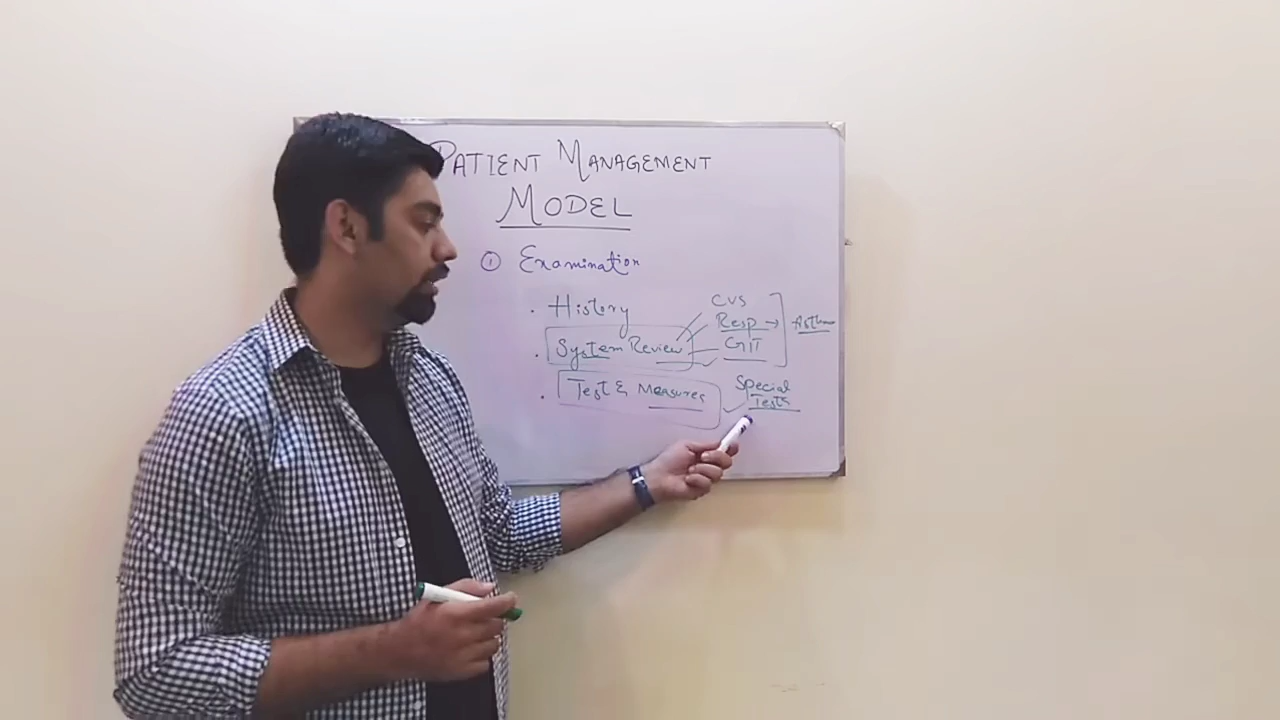 PATIENT MANAGEMENT
MODEL
① Examination
. History
. System Review
. Test & Measures
CVS
Resp →
GIT
Special
Tests